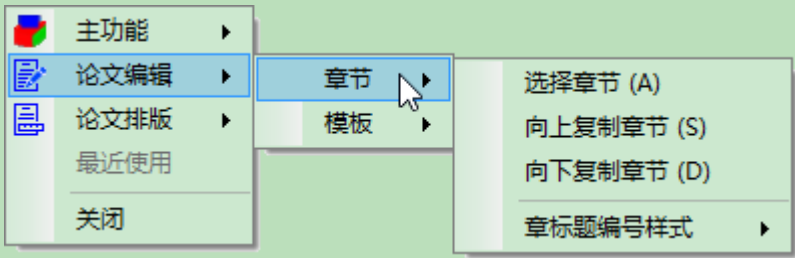 主功能
论文编辑
论文排版
最近使用
关闭
章节
模板
选择章节 (A)
向上复制章节 (S)
向下复制章节 (D)
章标题编号样式